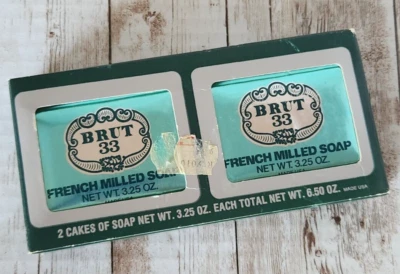 BRUT
33
FRENCH MILLED SOAP
NET WT. 3.25 OZ.
BRUT
33
FRENCH MILLED SOAP
NET WT. 3.25 OZ.
2 CAKES OF SOAP NET WT. 3.25 OZ. EACH TOTAL NET WT. 6.50 OZ. MADE USA